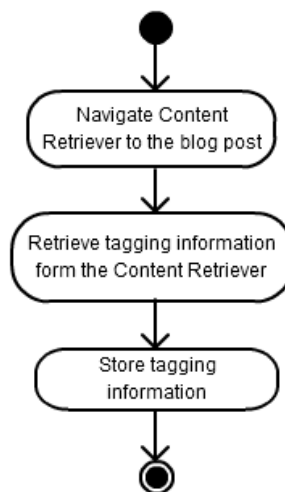 Navigate Content
Retriever to the blog post
Retrieve tagging information
form the Content Retriever
Store tagging
information